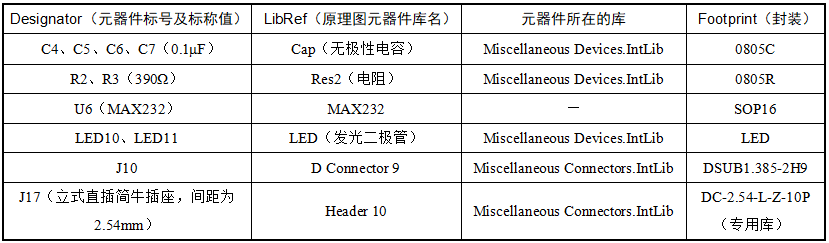 Designator（元器件标号及标称值） LibRef（原理图元器件库名） 元器件所在的库 Footprint（封装）
C4、C5、C6、C7（0.1μF） Cap（无极性电容） Miscellaneous Devices.IntLib 0805C
R2、R3（390Ω） Res2（电阻） Miscellaneous Devices.IntLib 0805R
U6（MAX232） MAX232 － SOP16
LED10、LED11 LED（发光二极管） Miscellaneous Devices.IntLib LED
J10 D Connector 9 Miscellaneous Connectors.IntLib DSUB1.385-2H9
J17（立式直插简牛插座，间距为
2.54mm） Header 10 Miscellaneous Connectors.IntLib DC-2.54-L-Z-10P
（专用库）